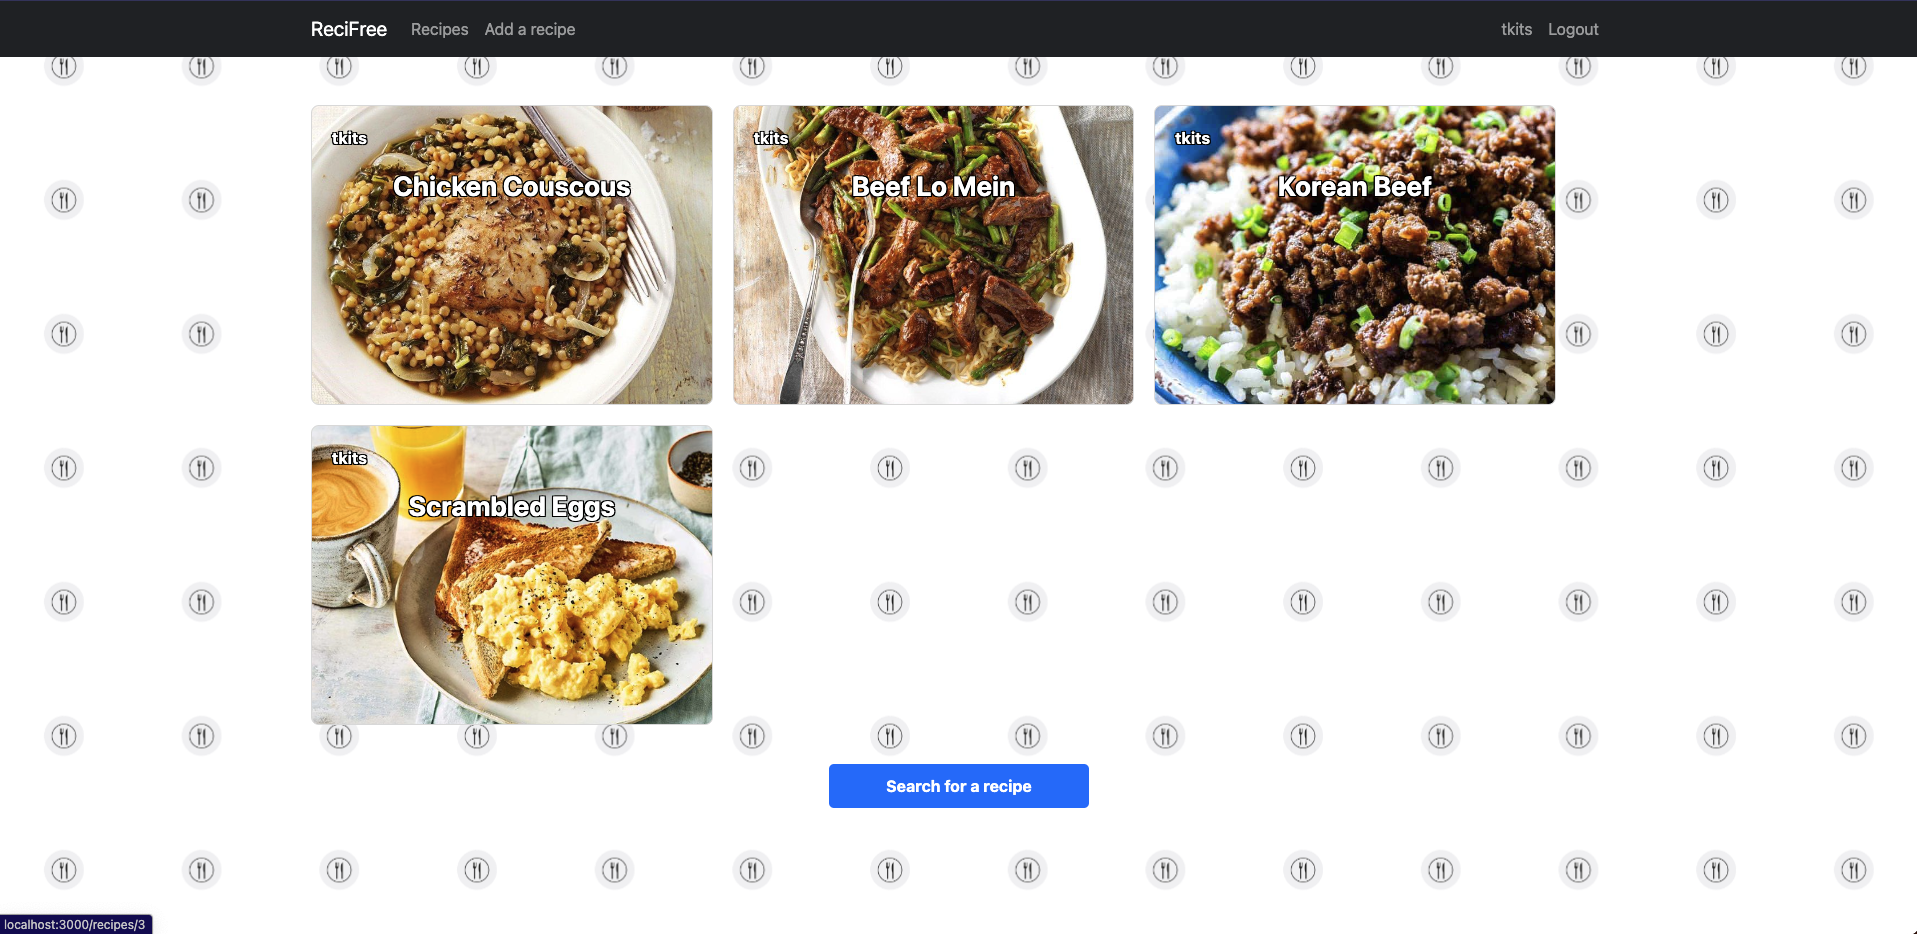 ReciFree Recipes Add a recipe tkits Logout
tkits tkits tkits
Chicken Couscous Beef Lo Mein Korean Beef
tkits
Scrambled Eggs
Search for a recipe
localhost:3000/recipes/3